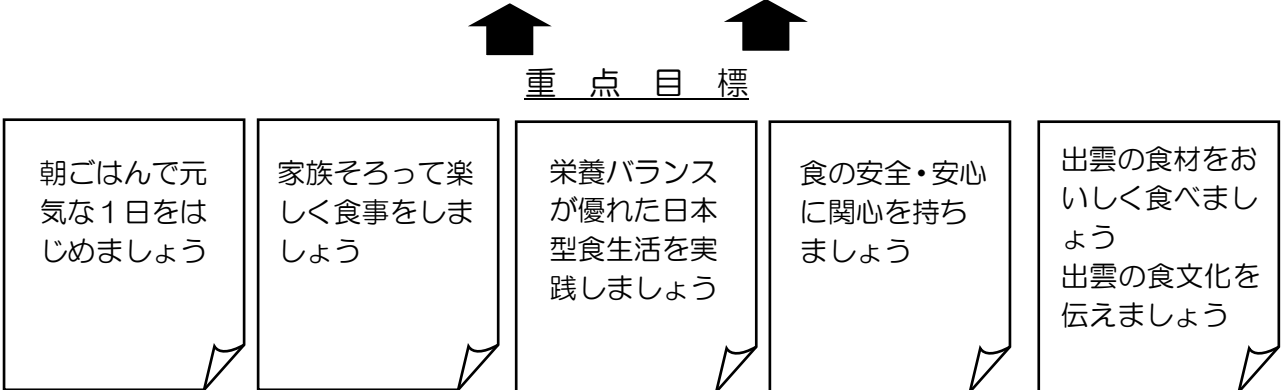 重点目標
朝ごはんで元
気な1日をは
じめましょう
家族そろって楽
しく食事をしま
しょう
栄養バランス
が優れた日本
型食生活を実
践しましょう
食の安全・安心
に関心を持ち
ましょう
出雲の食材をお
いしく食べまし
ょう
出雲の食文化を
伝えましょう